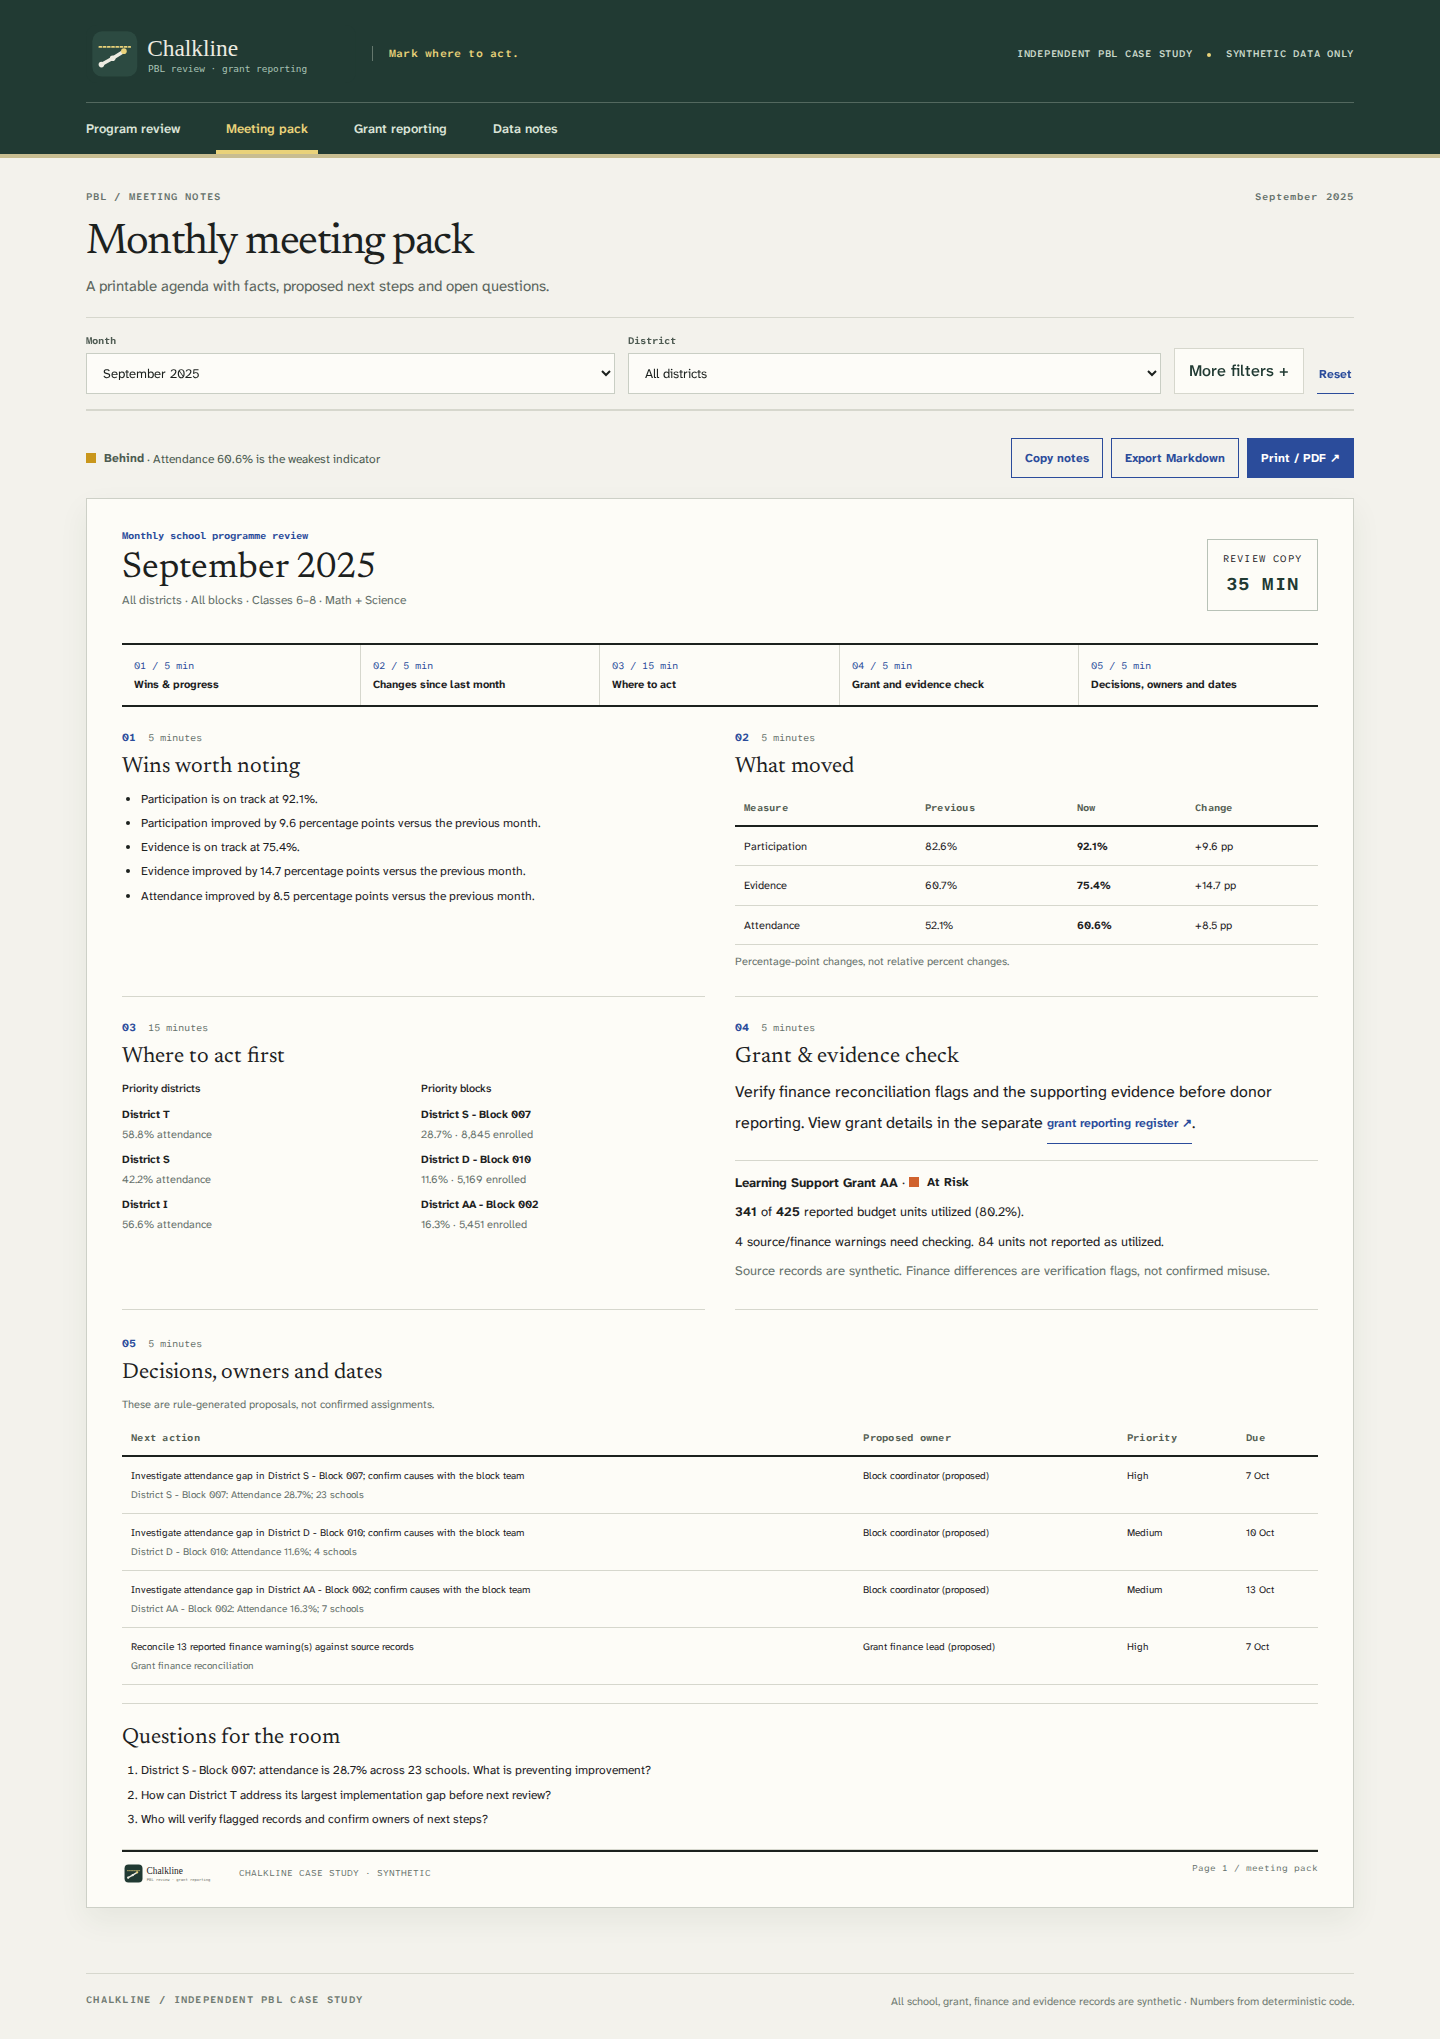 Chalkline
PBL review · grant reporting
Mark where to act.
INDEPENDENT PBL CASE STUDY • SYNTHETIC DATA ONLY
Program review
Meeting pack
Grant reporting
Data notes
PBL / MEETING NOTES
September 2025
Monthly meeting pack
A printable agenda with facts, proposed next steps and open questions.
Month
September 2025
District
All districts
More filters +
Reset
Behind · Attendance 60.6% is the weakest indicator
Copy notes
Export Markdown
Print / PDF ↗
Monthly school programme review
September 2025
All districts · All blocks · Classes 6–8 · Math + Science
REVIEW COPY
35 MIN
01 / 5 min
Wins & progress
02 / 5 min
Changes since last month
03 / 15 min
Where to act
04 / 5 min
Grant and evidence check
05 / 5 min
Decisions, owners and dates
01 5 minutes
Wins worth noting
• Participation is on track at 92.1%.
• Participation improved by 9.6 percentage points versus the previous month.
• Evidence is on track at 75.4%.
• Evidence improved by 14.7 percentage points versus the previous month.
• Attendance improved by 8.5 percentage points versus the previous month.
02 5 minutes
What moved
Measure Previous Now Change
Participation 82.6% 92.1% +9.6 pp
Evidence 60.7% 75.4% +14.7 pp
Attendance 52.1% 60.6% +8.5 pp
Percentage-point changes, not relative percent changes.
03 15 minutes
Where to act first
Priority districts
District T
58.8% attendance
District S
42.2% attendance
District I
56.6% attendance
Priority blocks
District S - Block 007
28.7% · 8,845 enrolled
District D - Block 010
11.6% · 5,169 enrolled
District AA - Block 002
16.3% · 5,451 enrolled
04 5 minutes
Grant & evidence check
Verify finance reconciliation flags and the supporting evidence before donor
reporting. View grant details in the separate grant reporting register ↗.
Learning Support Grant AA · At Risk
341 of 425 reported budget units utilized (80.2%).
4 source/finance warnings need checking. 84 units not reported as utilized.
Source records are synthetic. Finance differences are verification flags, not confirmed misuse.
05 5 minutes
Decisions, owners and dates
These are rule-generated proposals, not confirmed assignments.
Next action Proposed owner Priority Due
Investigate attendance gap in District S - Block 007; confirm causes with the block team Block coordinator (proposed) High 7 Oct
District S - Block 007: Attendance 28.7%; 23 schools
Investigate attendance gap in District D - Block 010; confirm causes with the block team Block coordinator (proposed) Medium 10 Oct
District D - Block 010: Attendance 11.6%; 4 schools
Investigate attendance gap in District AA - Block 002; confirm causes with the block team Block coordinator (proposed) Medium 13 Oct
District AA - Block 002: Attendance 16.3%; 7 schools
Reconcile 13 reported finance warning(s) against source records Grant finance lead (proposed) High 7 Oct
Grant finance reconciliation
Questions for the room
1. District S - Block 007: attendance is 28.7% across 23 schools. What is preventing improvement?
2. How can District T address its largest implementation gap before next review?
3. Who will verify flagged records and confirm owners of next steps?
Chalkline
PBL review · grant reporting
CHALKLINE CASE STUDY · SYNTHETIC
Page 1 / meeting pack
CHALKLINE / INDEPENDENT PBL CASE STUDY
All school, grant, finance and evidence records are synthetic · Numbers from deterministic code.